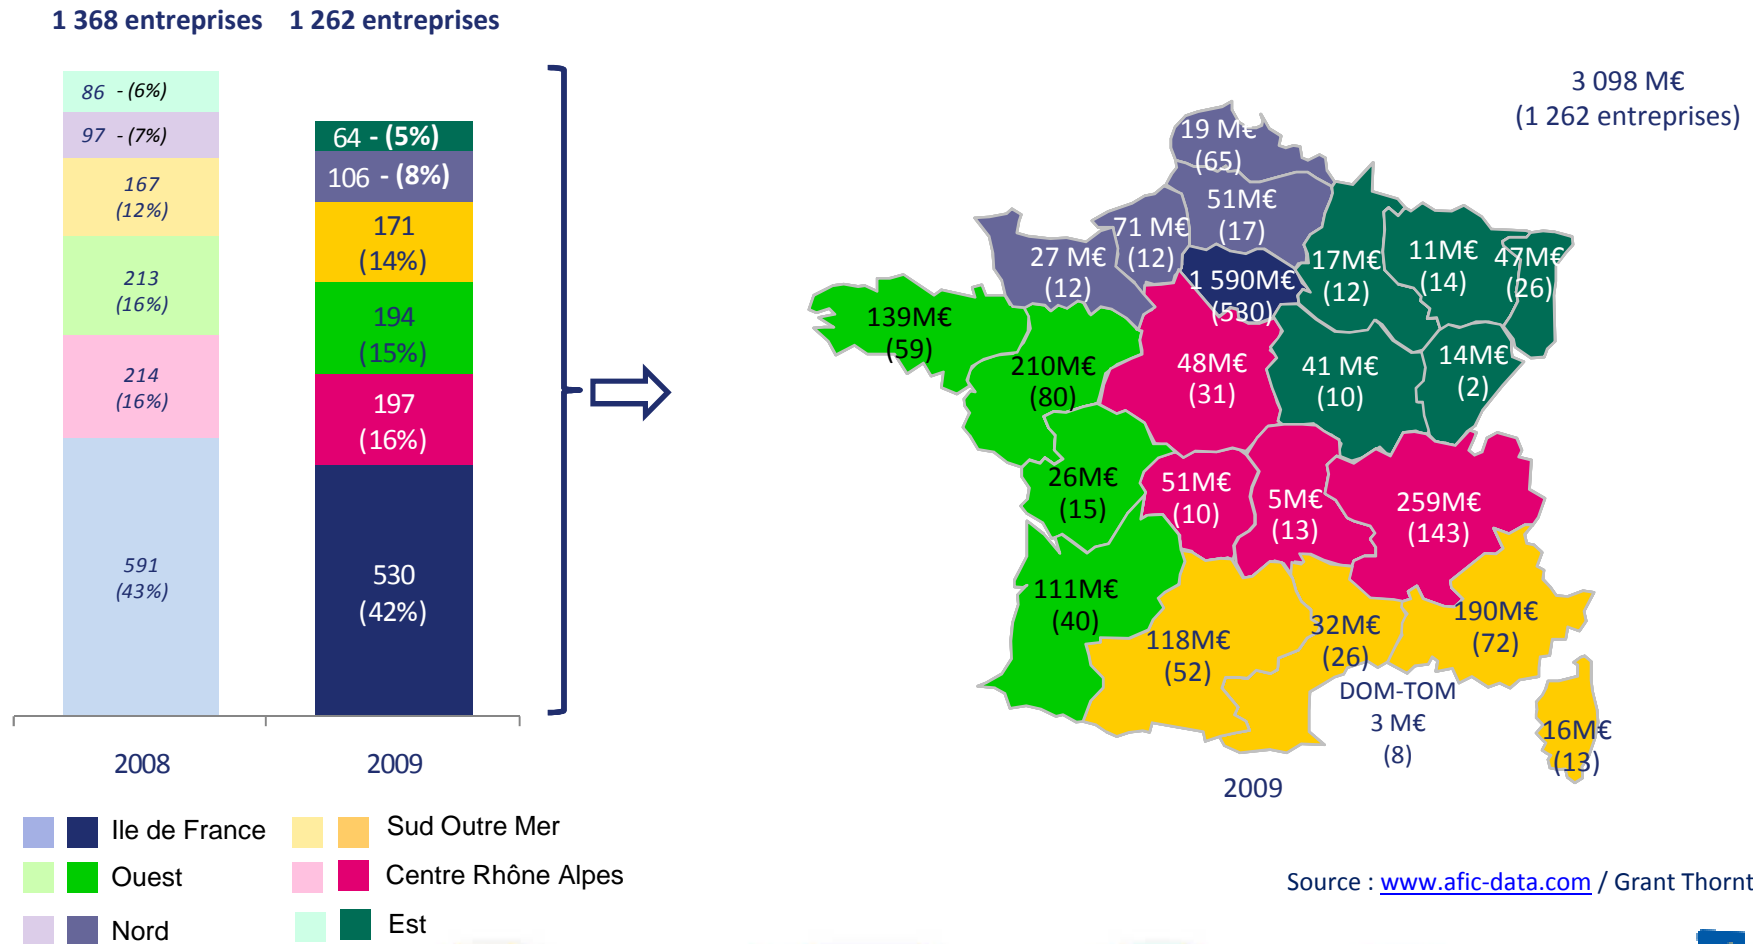 1 368 entreprises 1 262 entreprises
86 - (6%)
97 - (7%)
167
(12%)
213
(16%)
214
(16%)
591
(43%)
64 - (5%)
106 - (8%)
171
(14%)
194
(15%)
197
(16%)
530
(42%)
2008
2009
Ile de France
Sud Outre Mer
Ouest
Centre Rhône Alpes
Nord
Est
3 098 M€
(1 262 entreprises)
19 M€
(65)
51M€
(17)
71 M€
(12)
27 M€
(12)
1 590M€
(530)
17M€
(12)
11M€
(14)
47M€
(26)
139M€
(59)
210M€
(80)
48M€
(31)
41 M€
(10)
14M€
(2)
26M€
(15)
51M€
(10)
5M€
(13)
259M€
(143)
111M€
(40)
118M€
(52)
32M€
(26)
190M€
(72)
DOM-TOM
3 M€
(8)
16M€
(13)
2009
Source : www.afic-data.com / Grant Thornt